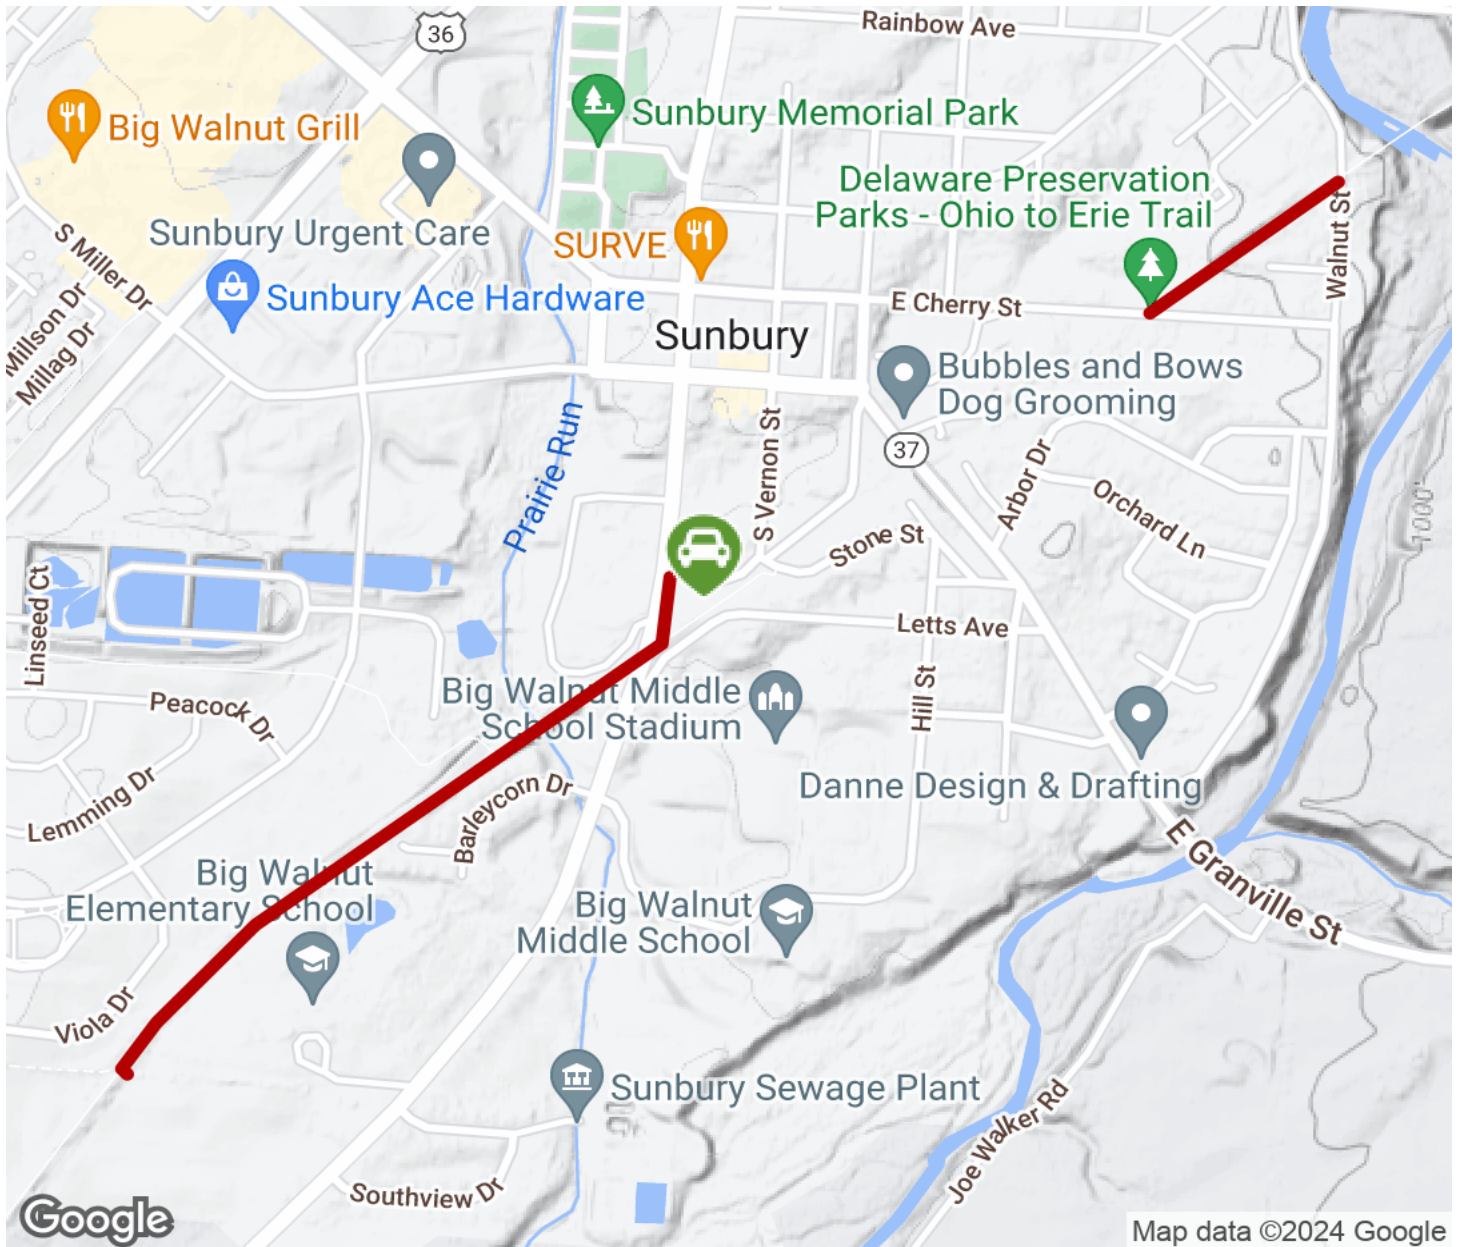 36
Rainbow Ave
Big Walnut Grill
Sunbury Memorial Park
Delaware Preservation
Parks - Ohio to Erie Trail
Sunbury Urgent Care
SURVE
S Miller Dr
Walnut St
Sunbury Ace Hardware
E Cherry St
Millson Dr
Millag Dr
Sunbury
Bubbles and Bows
Dog Grooming
Prairie Run
S Vernon St
37
Arbor Dr
Orchard Ln
1000'
Stone St
Linseed Ct
Letts Ave
Big Walnut Middle
School Stadium
Hill St
Peacock Dr
Danne Design & Drafting
Lemming Dr
Barleycorn Dr
E Granville St
Big Walnut
Elementary School
Big Walnut
Middle School
Viola Dr
Sunbury Sewage Plant
Joe Walker Rd
Southview Dr
Google
Map data ©2024 Google